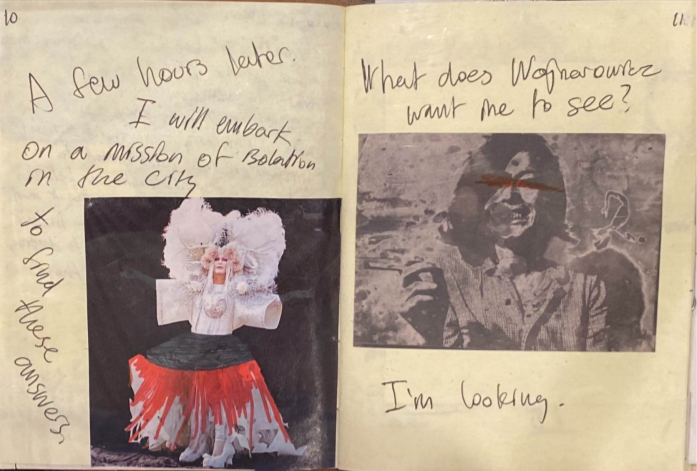 10
A few hours later.
I will embark
on a mission of isolation
in the city
to find these
answers.
11
What does Wojnarowicz
want me to see?
I'm looking.